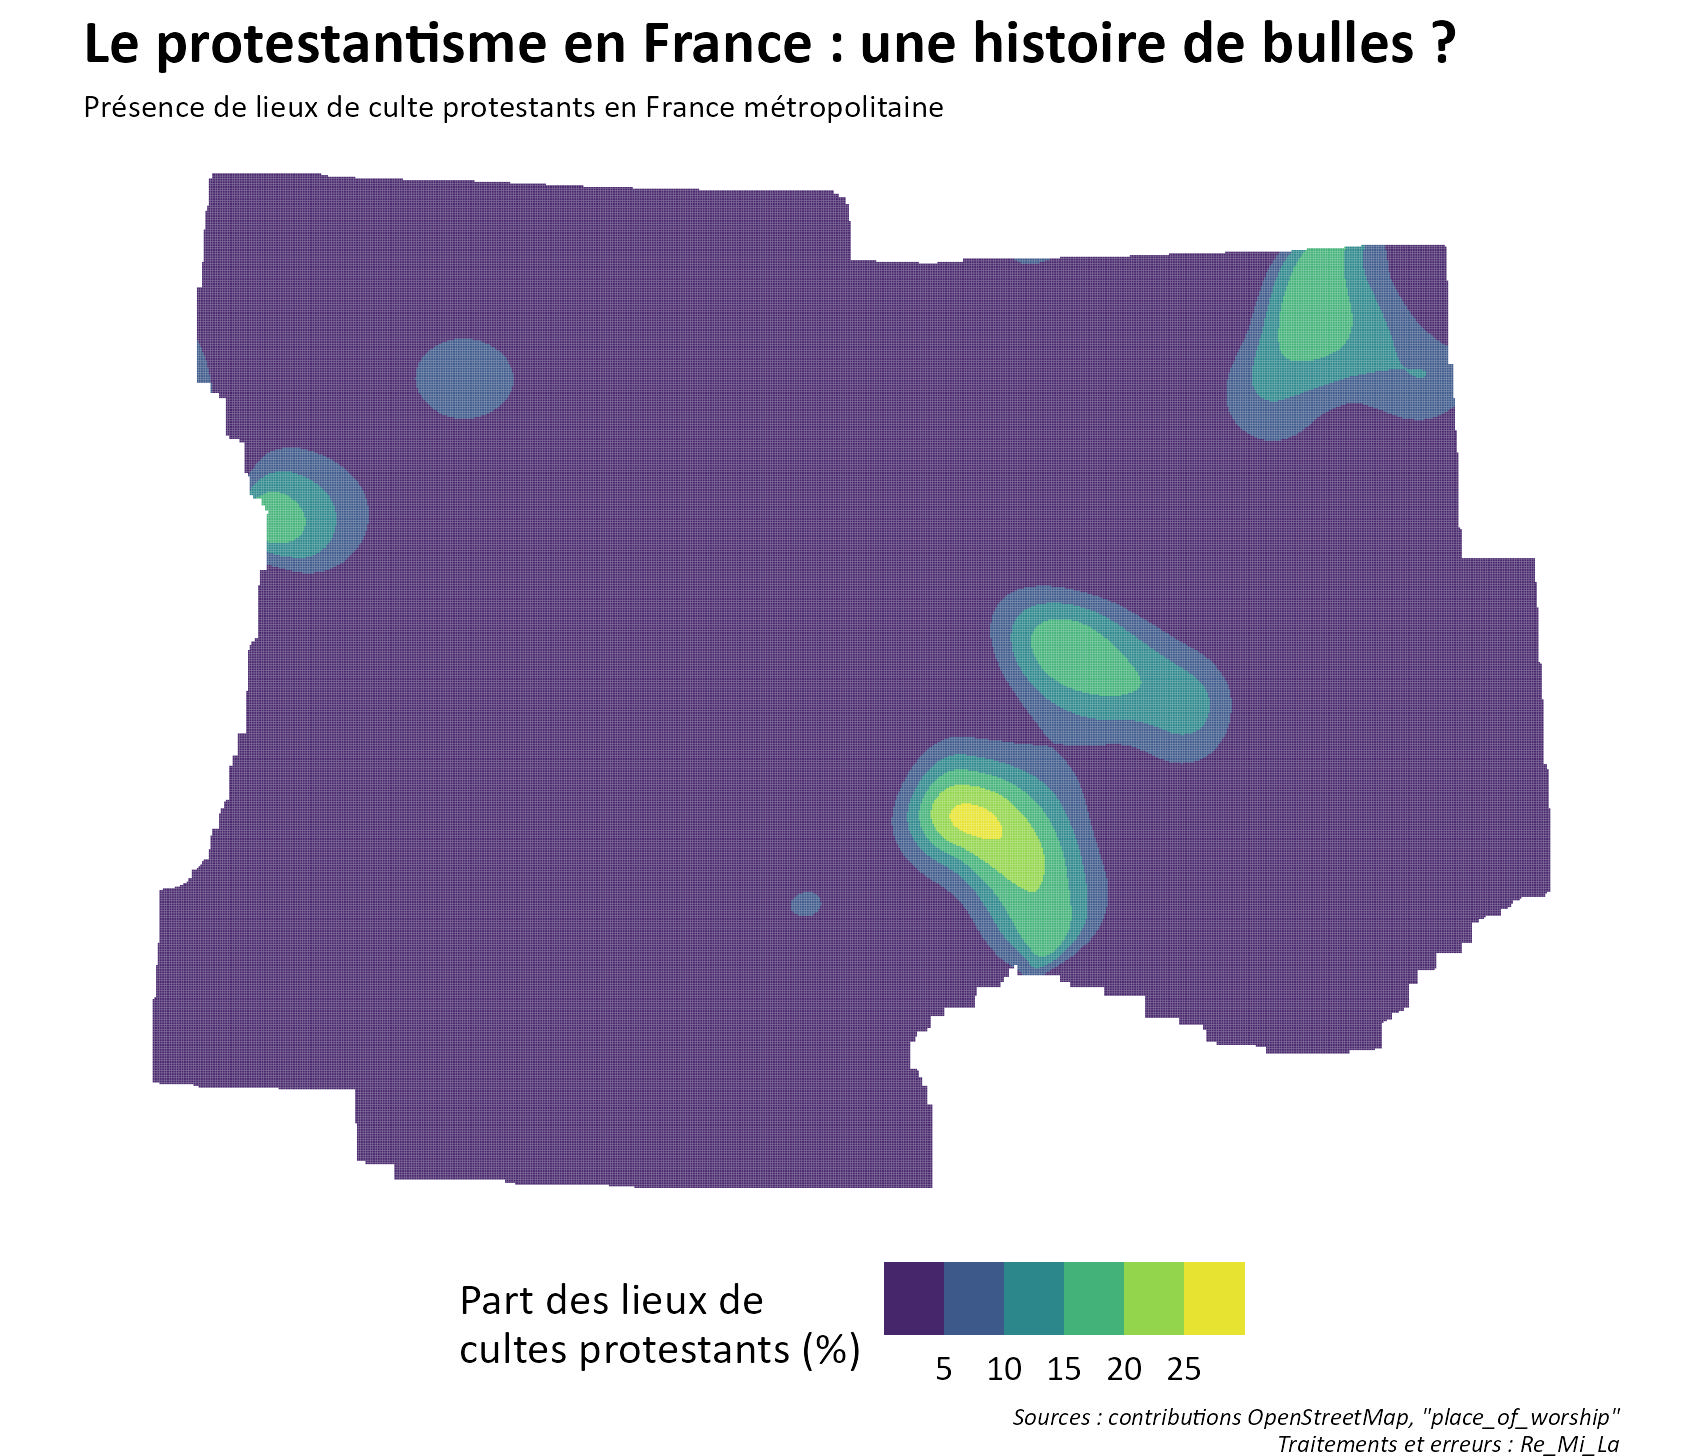 Le protestantisme en France : une histoire de bulles ?
Présence de lieux de culte protestants en France métropolitaine
Part des lieux de
cultes protestants (%)
5 10 15 20 25
Sources : contributions OpenStreetMap, "place_of_worship"
Traitements et erreurs : Re_Mi_La